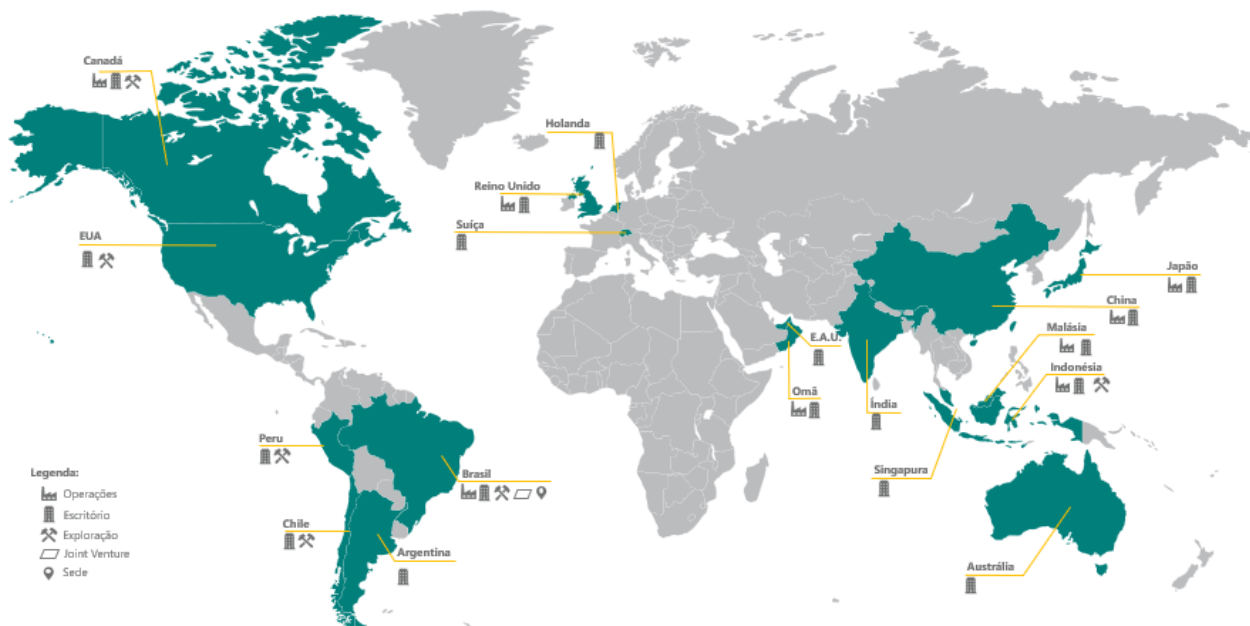 Canadá
Holanda
Reino Unido
Suíça
EUA
Japão
China
Malásia
E.A.U.
Indonésia
Omã
Índia
Peru
Brasil
Singapura
Legenda:
Operações
Escritório
Exploração
Joint Venture
Sede
Chile
Argentina
Austrália